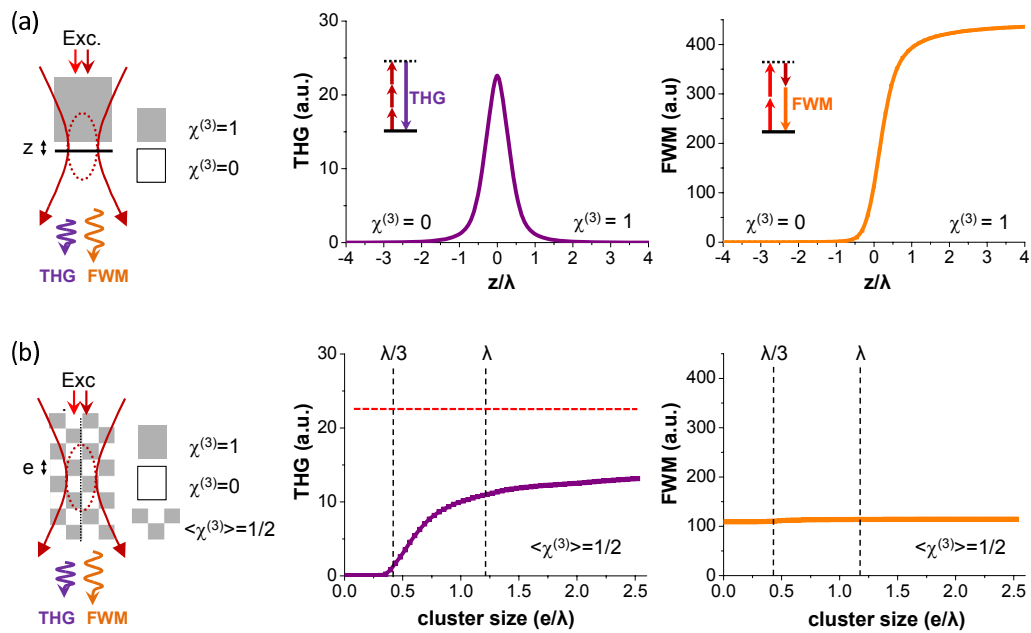 (a)
Exc.
χ(3)=1
z
χ(3)=0
THG FWM
THG (a.u.)
30
20
10
0
THG
χ(3) = 0
χ(3) = 1
-4 -3 -2 -1 0 1 2 3 4
z/λ
FWM (a.u)
400
300
200
100
0
FWM
χ(3) = 0
χ(3) = 1
-4 -3 -2 -1 0 1 2 3 4
z/λ
(b)
Exc
χ(3)=1
e
χ(3)=0
<χ(3)>=1/2
THG FWM
λ/3
λ
THG (a.u.)
30
20
10
0
<χ(3)>=1/2
0.0 0.5 1.0 1.5 2.0 2.5
cluster size (e/λ)
λ/3
λ
FWM (a.u.)
400
300
200
100
0
<χ(3)>=1/2
0.0 0.5 1.0 1.5 2.0 2.5
cluster size (e/λ)